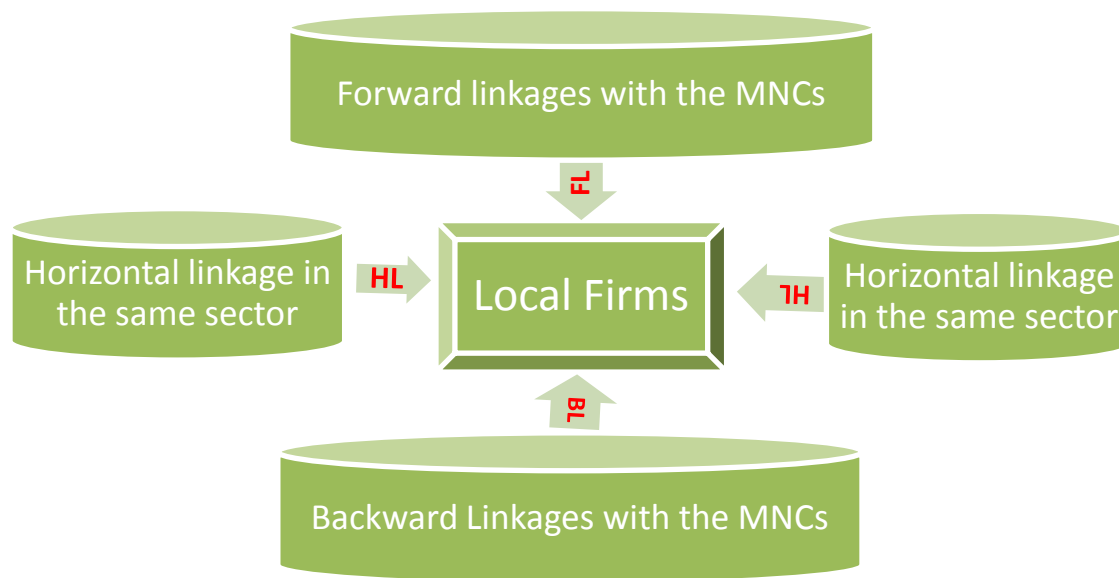 Forward linkages with the MNCs
FL
Horizontal linkage in
the same sector
HL
Local Firms
HL
Horizontal linkage
in the same sector
BL
Backward Linkages with the MNCs